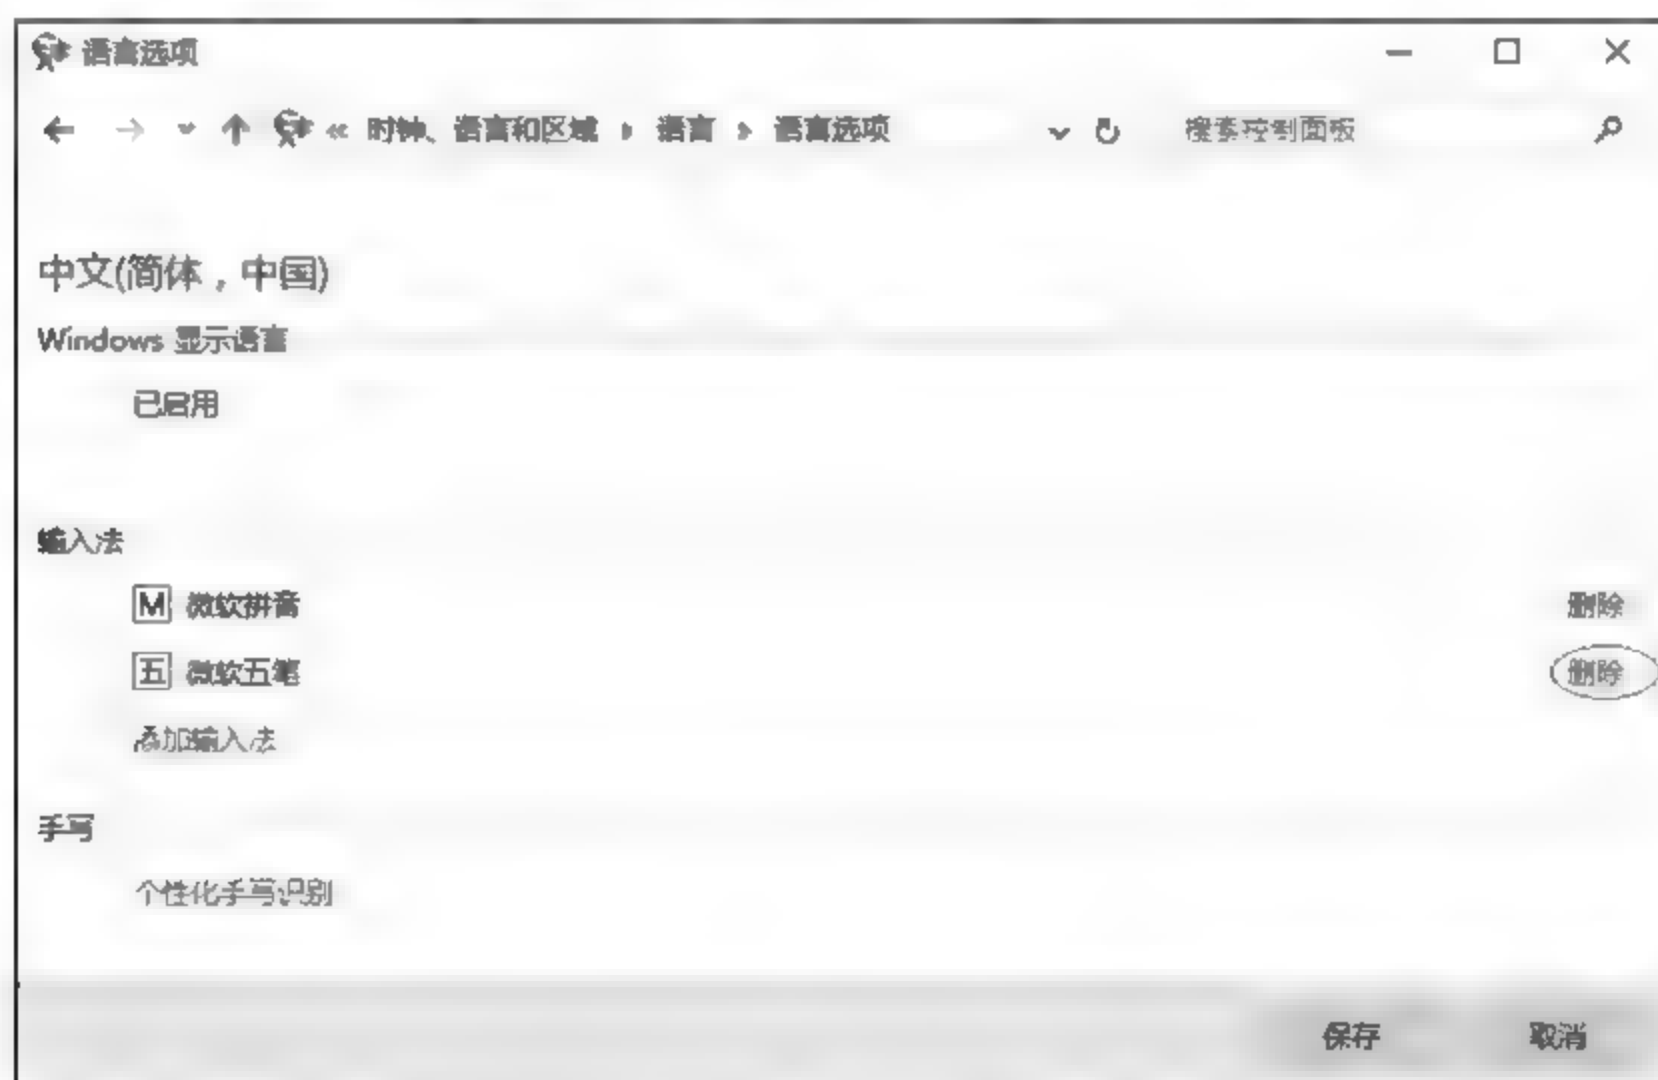 语言选项
« 时钟、语言和区域 › 语言 › 语言选项 搜索控制面板
中文(简体，中国)
Windows 显示语言
已启用
输入法
M 微软拼音 删除
五 微软五笔 删除
添加输入法
手写
个性化手写识别
保存 取消